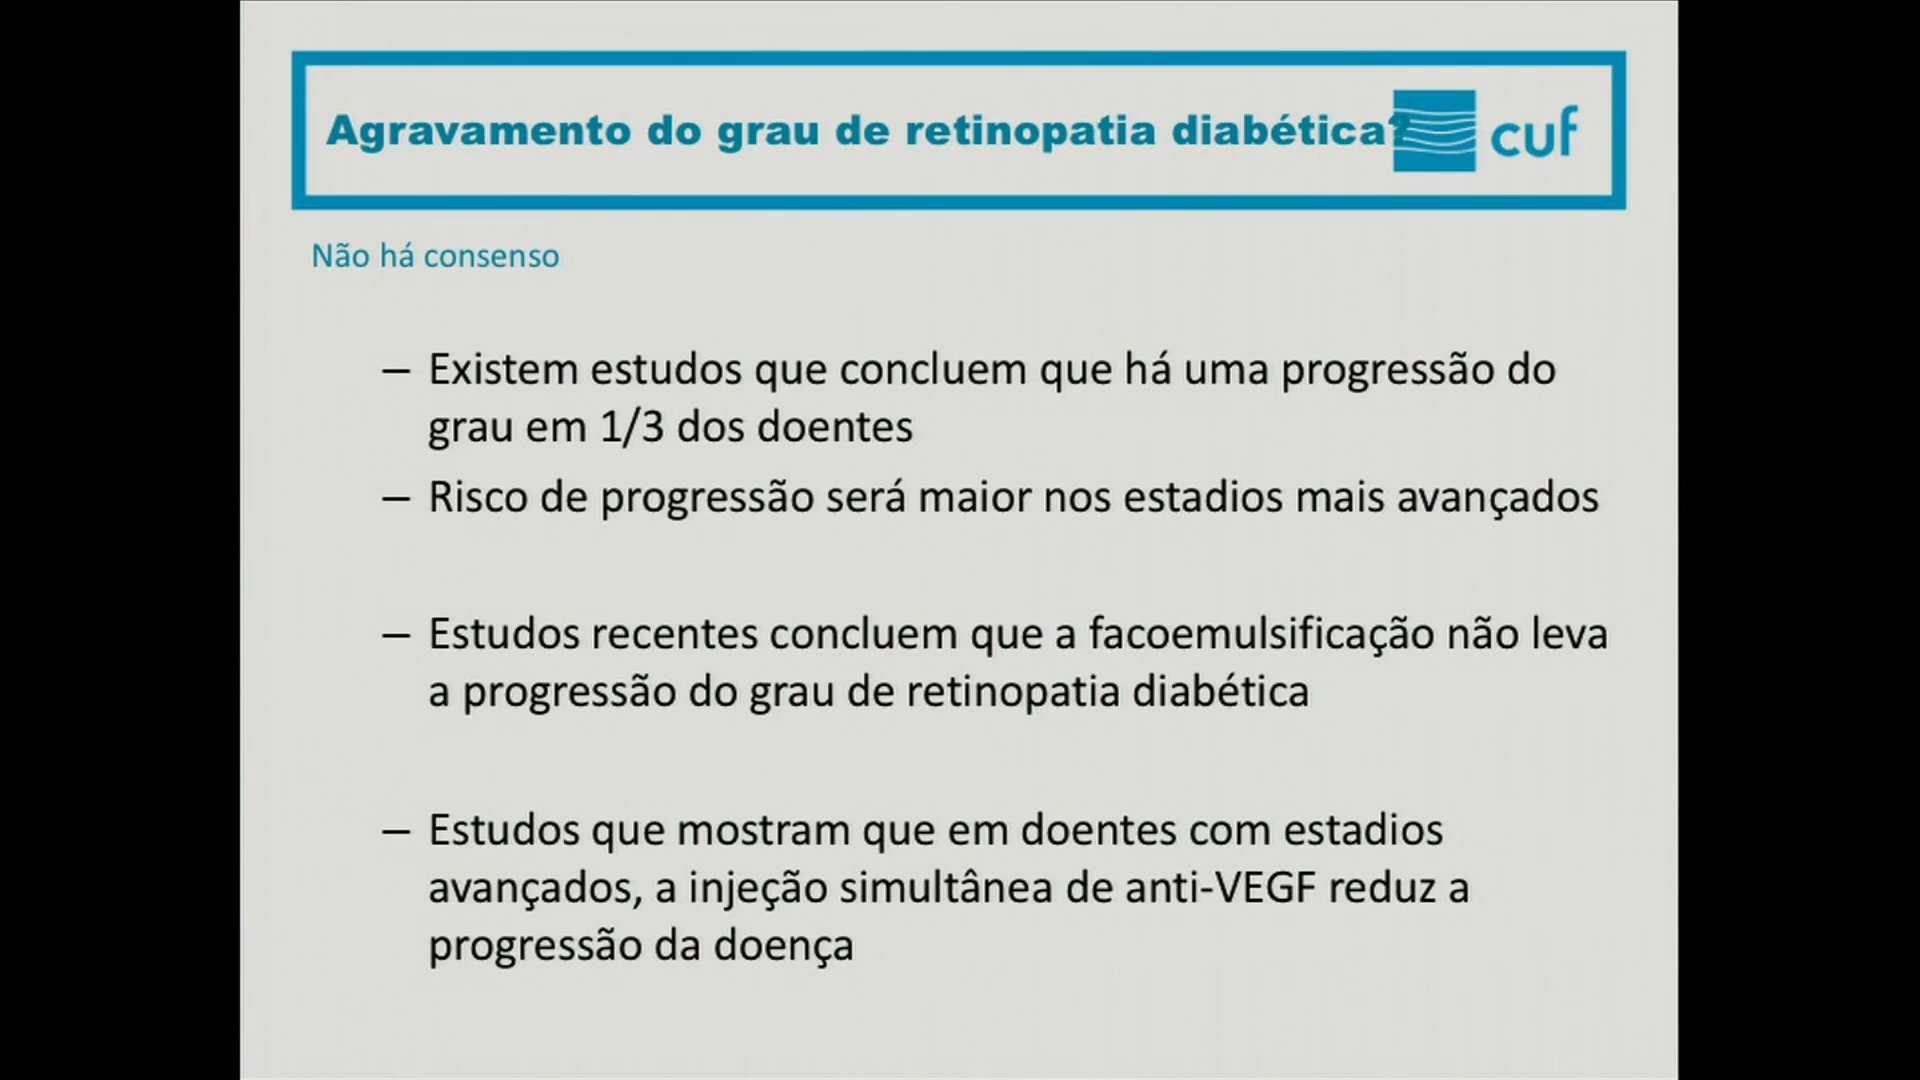 Agravamento do grau de retinopatia diabética?
cuf
Não há consenso
– Existem estudos que concluem que há uma progressão do
grau em 1/3 dos doentes
– Risco de progressão será maior nos estadios mais avançados
– Estudos recentes concluem que a facoemulsificação não leva
a progressão do grau de retinopatia diabética
– Estudos que mostram que em doentes com estadios
avançados, a injeção simultânea de anti-VEGF reduz a
progressão da doença